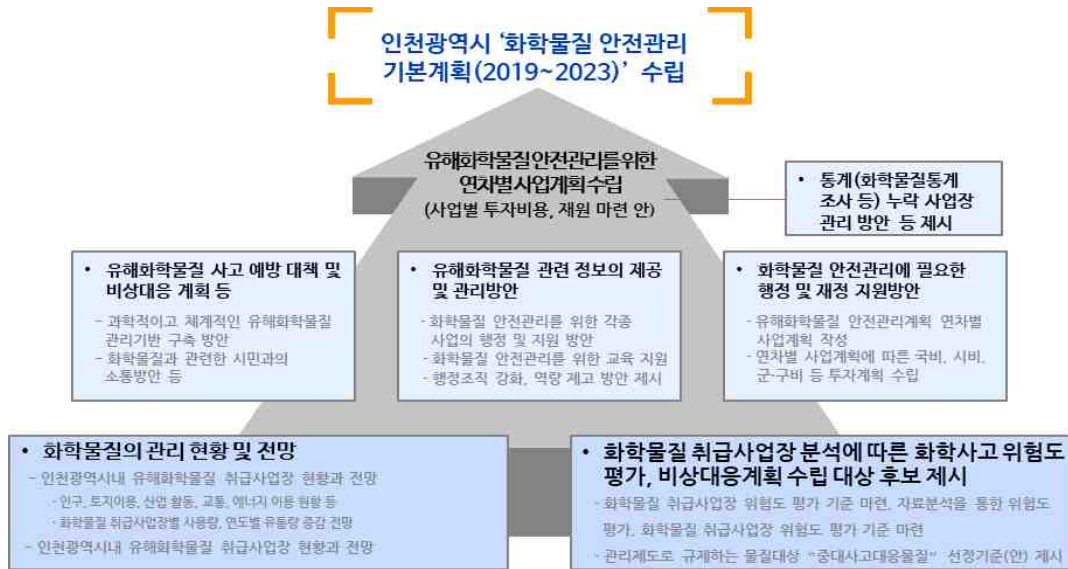 인천광역시 ‘화학물질 안전관리
기본계획(2019~2023)’ 수립
유해화학물질 안전관리를 위한
연차별 사업계획 수립
(사업별 투자비용, 재원 마련 안)
• 통계(화학물질통계
조사 등) 누락 사업장
관리 방안 등 제시
• 유해화학물질 사고 예방 대책 및
비상대응 계획 등
- 과학적이고 체계적인 유해화학물질
관리기반 구축 방안
- 화학물질과 관련한 시민과의
소통방안 등
• 유해화학물질 관련 정보의 제공
및 관리방안
- 화학물질 안전관리를 위한 각종
사업의 행정 및 지원 방안
- 화학물질 안전관리를 위한 교육 지원
- 행정조직 강화, 역량 제고 방안 제시
• 화학물질 안전관리에 필요한
행정 및 재정 지원방안
- 유해화학물질 안전관리계획 연차별
사업계획 작성
- 연차별 사업계획에 따른 국비, 시비,
군·구비 등 투자계획 수립
• 화학물질의 관리 현황 및 전망
- 인천광역시내 유해화학물질 취급사업장 현황과 전망
· 인구, 토지이용, 산업 활동, 교통, 에너지 이용 현황 등
· 화학물질 취급사업장별 사용량, 연도별 유통량 증감 전망
- 인천광역시내 유해화학물질 취급사업장 현황과 전망
• 화학물질 취급사업장 분석에 따른 화학사고 위험도
평가, 비상대응계획 수립 대상 후보 제시
- 화학물질 취급사업장 위험도 평가 기준 마련, 자료분석을 통한 위험도
평가, 화학물질 취급사업장 위험도 평가 기준 마련
- 관리제도로 규제하는 물질대상 “중대사고대응물질” 선정기준(안) 제시